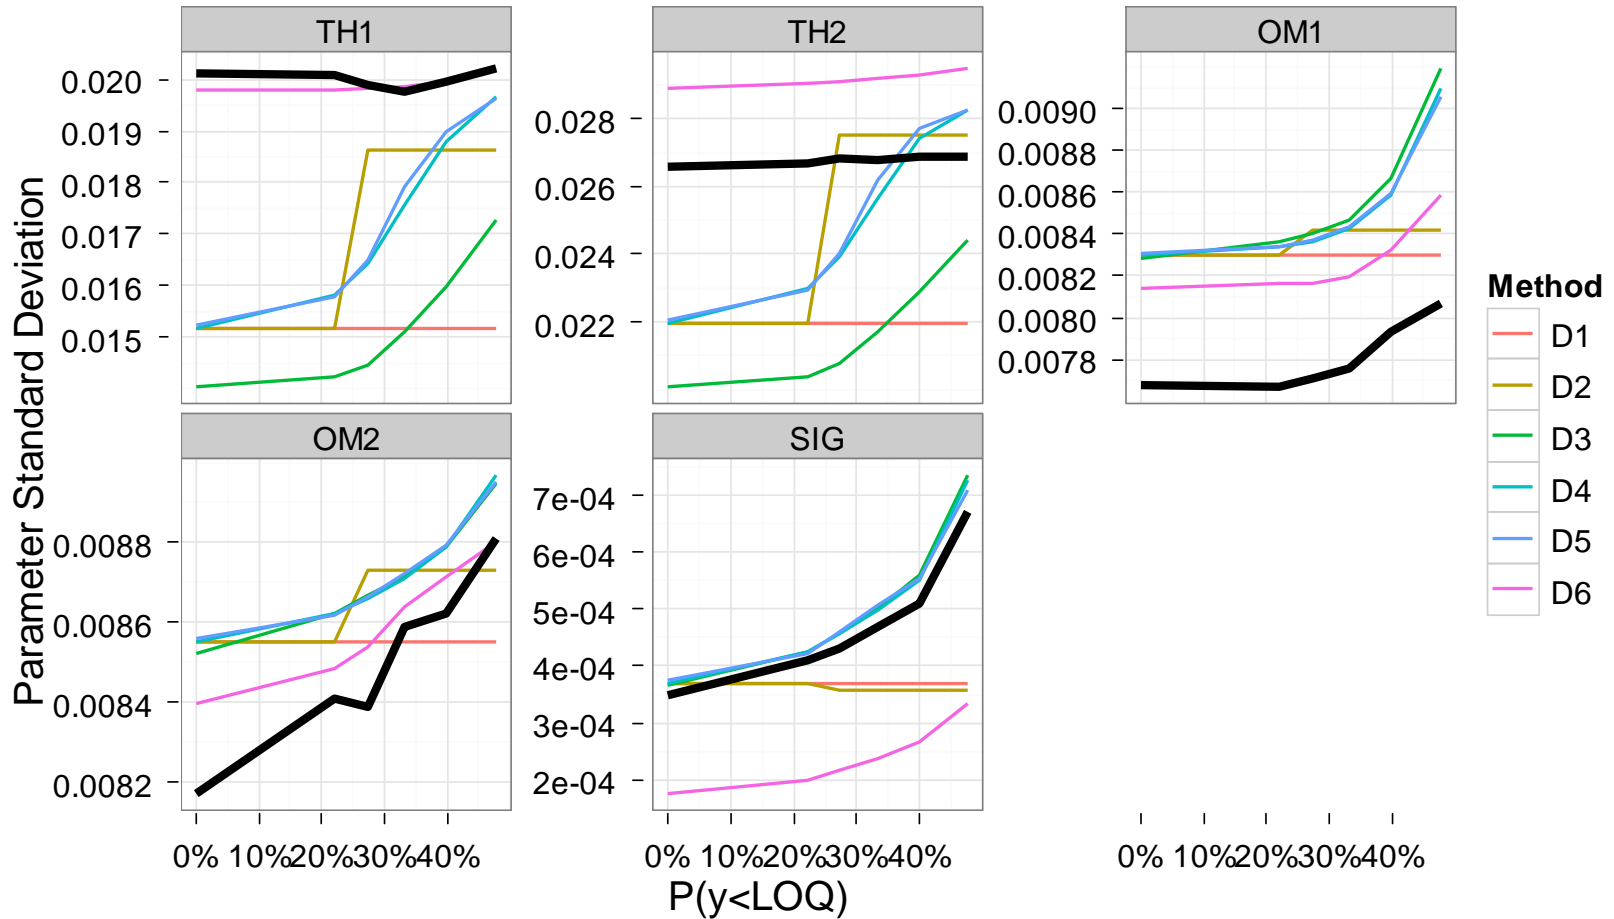 TH1
TH2
OM1
0.020
0.019
0.018
0.017
0.016
0.015
0.028
0.026
0.024
0.022
0.0090
0.0088
0.0086
0.0084
0.0082
0.0080
0.0078
Parameter Standard Deviation
OM2
SIG
0.0088
0.0086
0.0084
0.0082
7e-04
6e-04
5e-04
4e-04
3e-04
2e-04
0% 10% 20% 30% 40%
0% 10% 20% 30% 40%
0% 10% 20% 30% 40%
P(y<LOQ)
Method
D1
D2
D3
D4
D5
D6